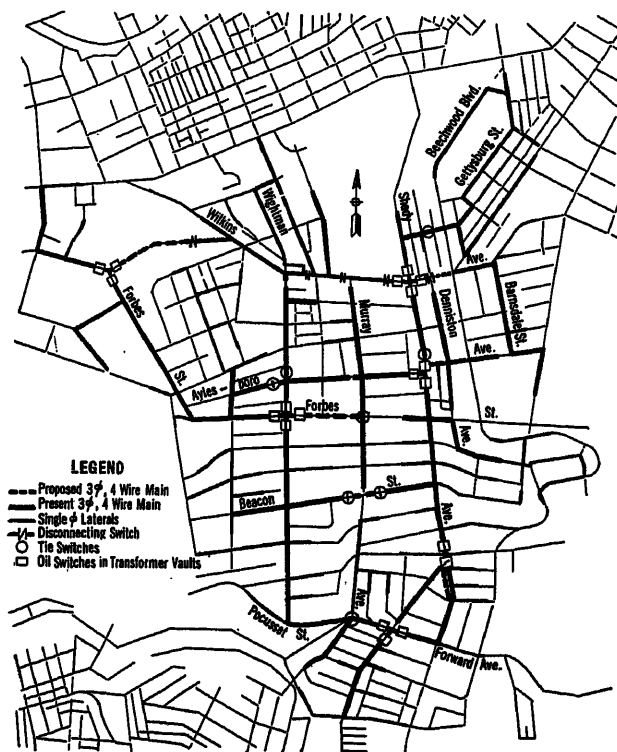 Beechwood Blvd.
Gettysburg St.
Shady
Wilkins
Wightman
Ave.
Forbes
St.
Murray
Denniston
Barnsdale St.
Ayles
boro
Ave.
Forbes
St.
Ave.
LEGEND
Proposed 3ϕ, 4 Wire Main
Present 3ϕ, 4 Wire Main
Single ϕ Laterals
Disconnecting Switch
Tie Switches
Oil Switches in Transformer Vaults
Beacon
St.
Ave.
Pocusset St.
Ave.
Forward Ave.